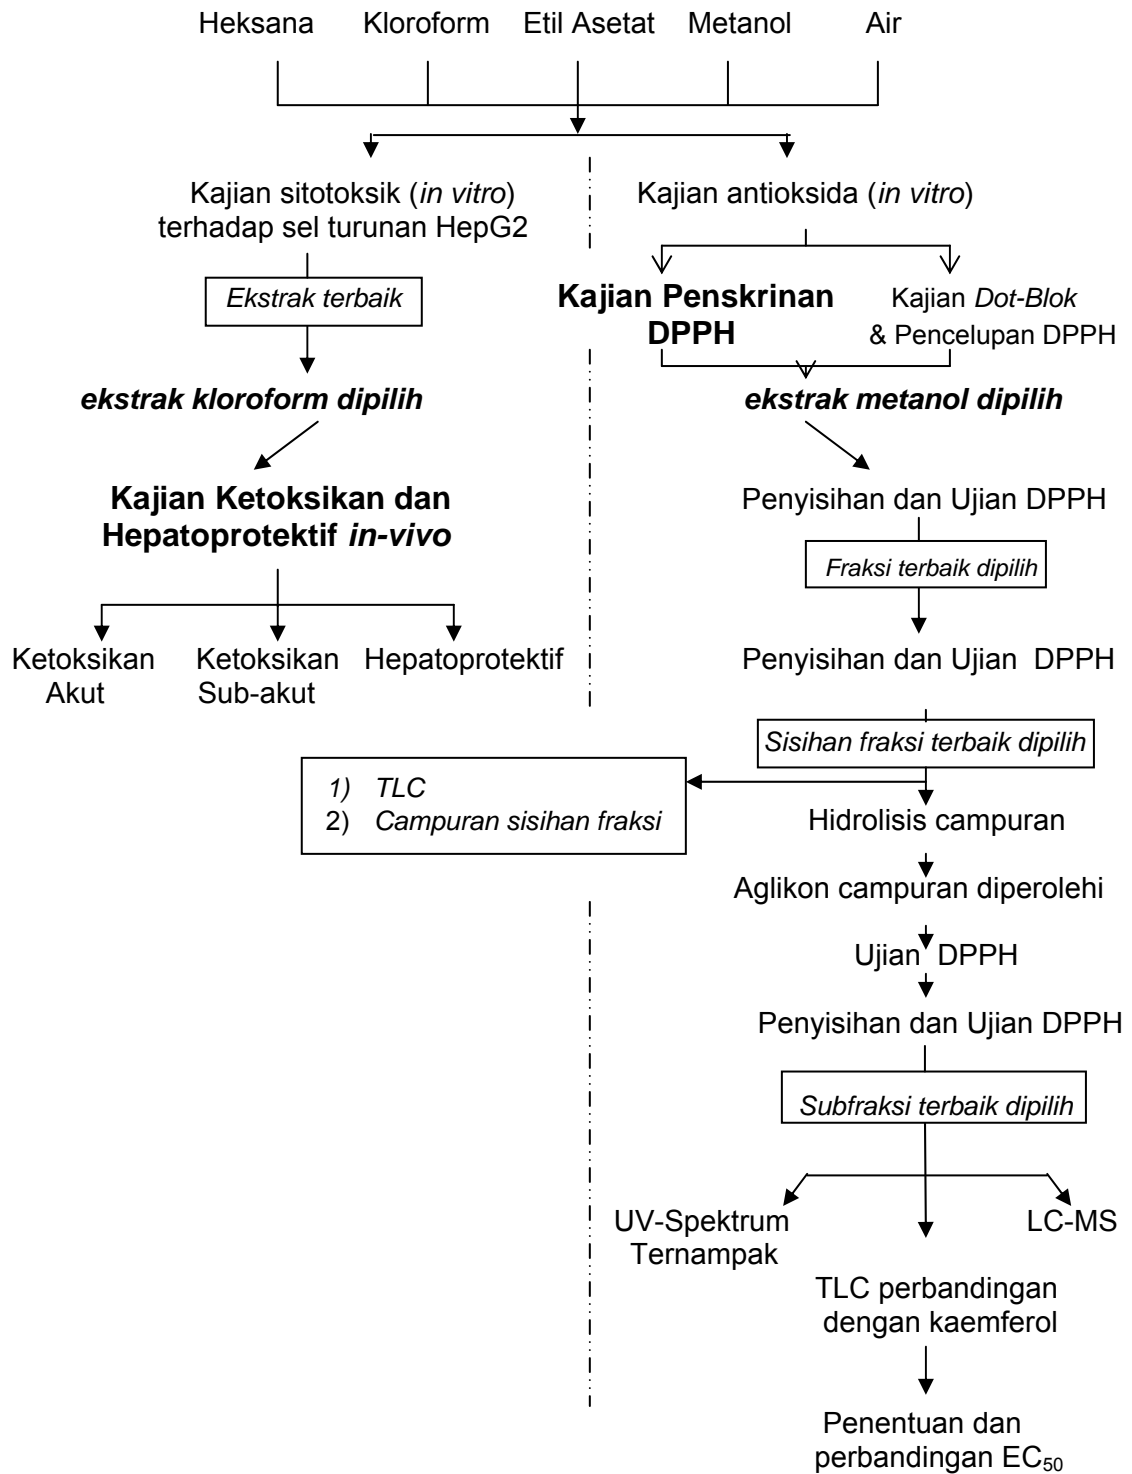 Heksana Kloroform Etil Asetat Metanol Air
Kajian sitotoksik (in vitro)
terhadap sel turunan HepG2
Ekstrak terbaik
ekstrak kloroform dipilih
Kajian Ketoksikan dan
Hepatoprotektif in-vivo
Ketoksikan
Akut
Ketoksikan
Sub-akut
Hepatoprotektif
Kajian antioksida (in vitro)
Kajian Penskrinan
DPPH
Kajian Dot-Blok
& Pencelupan DPPH
ekstrak metanol dipilih
Penyisihan dan Ujian DPPH
Fraksi terbaik dipilih
Penyisihan dan Ujian DPPH
Sisihan fraksi terbaik dipilih
1) TLC
2) Campuran sisihan fraksi
Hidrolisis campuran
Aglikon campuran diperolehi
Ujian DPPH
Penyisihan dan Ujian DPPH
Subfraksi terbaik dipilih
UV-Spektrum
Ternampak
LC-MS
TLC perbandingan
dengan kaemferol
Penentuan dan
perbandingan EC50